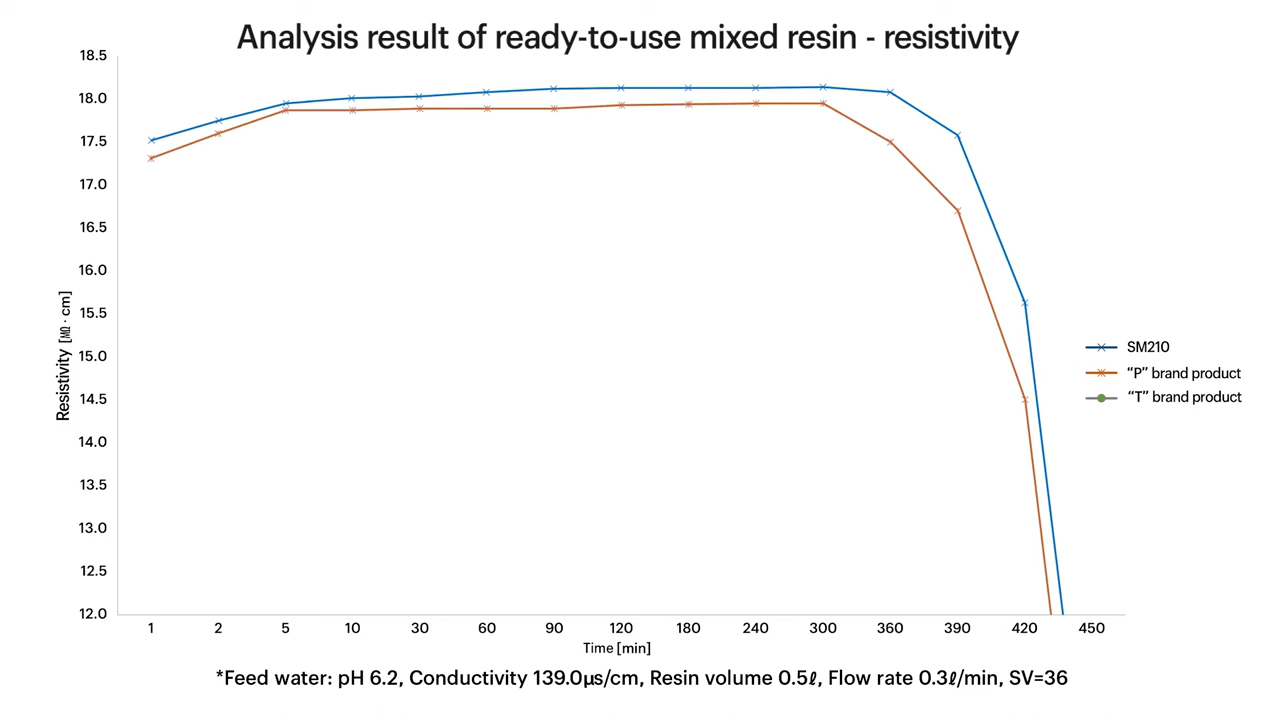 Analysis result of ready-to-use mixed resin - resistivity
18.5
18.0
17.5
17.0
16.5
16.0
15.5
15.0
14.5
14.0
13.5
13.0
12.5
12.0
Resistivity [㏁ · cm]
1 2 5 10 30 60 90 120 180 240 300 360 390 420 450
Time [min]
SM210
“P” brand product
“T” brand product
*Feed water: pH 6.2, Conductivity 139.0μs/cm, Resin volume 0.5ℓ, Flow rate 0.3ℓ/min, SV=36